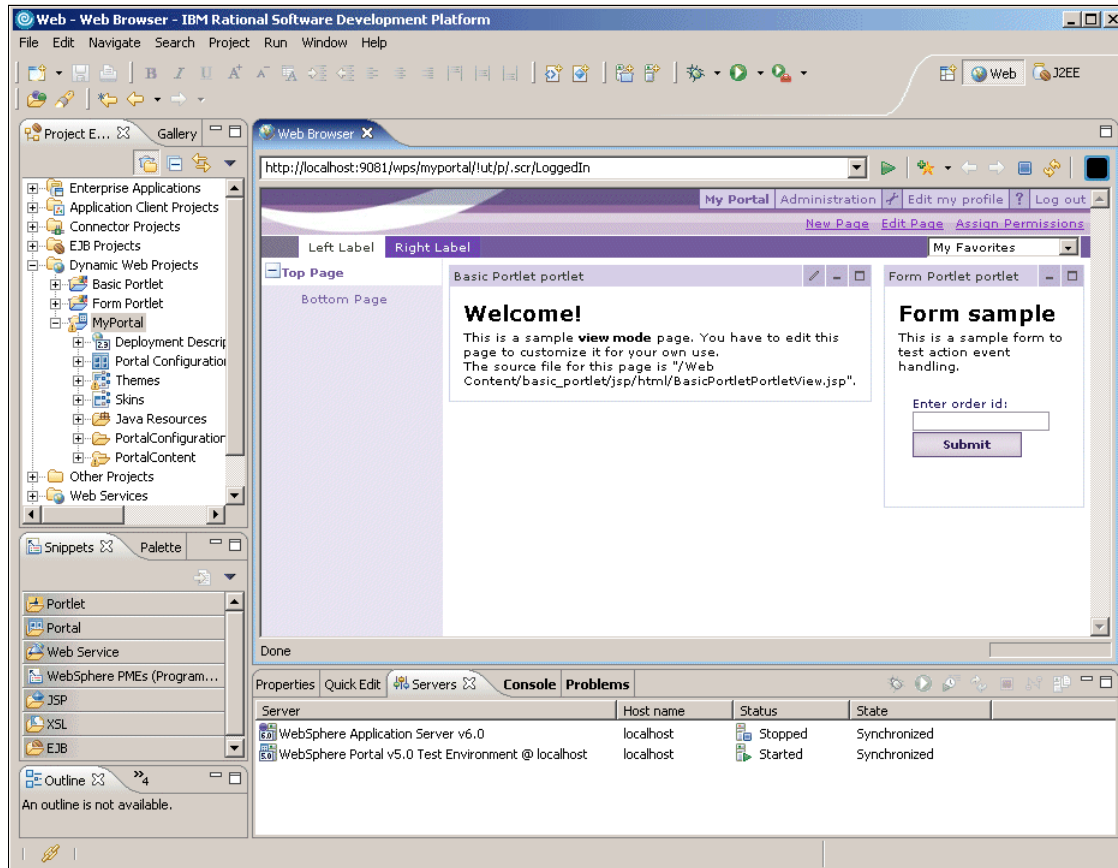 Web - Web Browser - IBM Rational Software Development Platform
File Edit Navigate Search Project Run Window Help
B I U A A
Web J2EE
Project E... Gallery
Enterprise Applications
Application Client Projects
Connector Projects
EJB Projects
Dynamic Web Projects
Basic Portlet
Form Portlet
MyPortal
2.3 Deployment Descrip
Portal Configuration
Themes
Skins
Java Resources
PortalConfiguration
PortalContent
Other Projects
Web Services
Snippets Palette
Portlet
Portal
Web Service
WebSphere PMEs (Program...
JSP
XSL
EJB
Outline 4
An outline is not available.
Web Browser
http://localhost:9081/wps/myportal/!ut/p/.scr/LoggedIn
My Portal Administration Edit my profile ? Log out
New Page Edit Page Assign Permissions
Left Label Right Label My Favorites
Top Page
Bottom Page
Basic Portlet portlet
Welcome!
This is a sample view mode page. You have to edit this
page to customize it for your own use.
The source file for this page is "/Web
Content/basic_portlet/jsp/html/BasicPortletPortletView.jsp".
Form Portlet portlet
Form sample
This is a sample form to
test action event
handling.
Enter order id:
Submit
Done
Properties Quick Edit Servers Console Problems
Server Host name Status State
6.0 WebSphere Application Server v6.0 localhost Stopped Synchronized
5.0 WebSphere Portal v5.0 Test Environment @ localhost localhost Started Synchronized